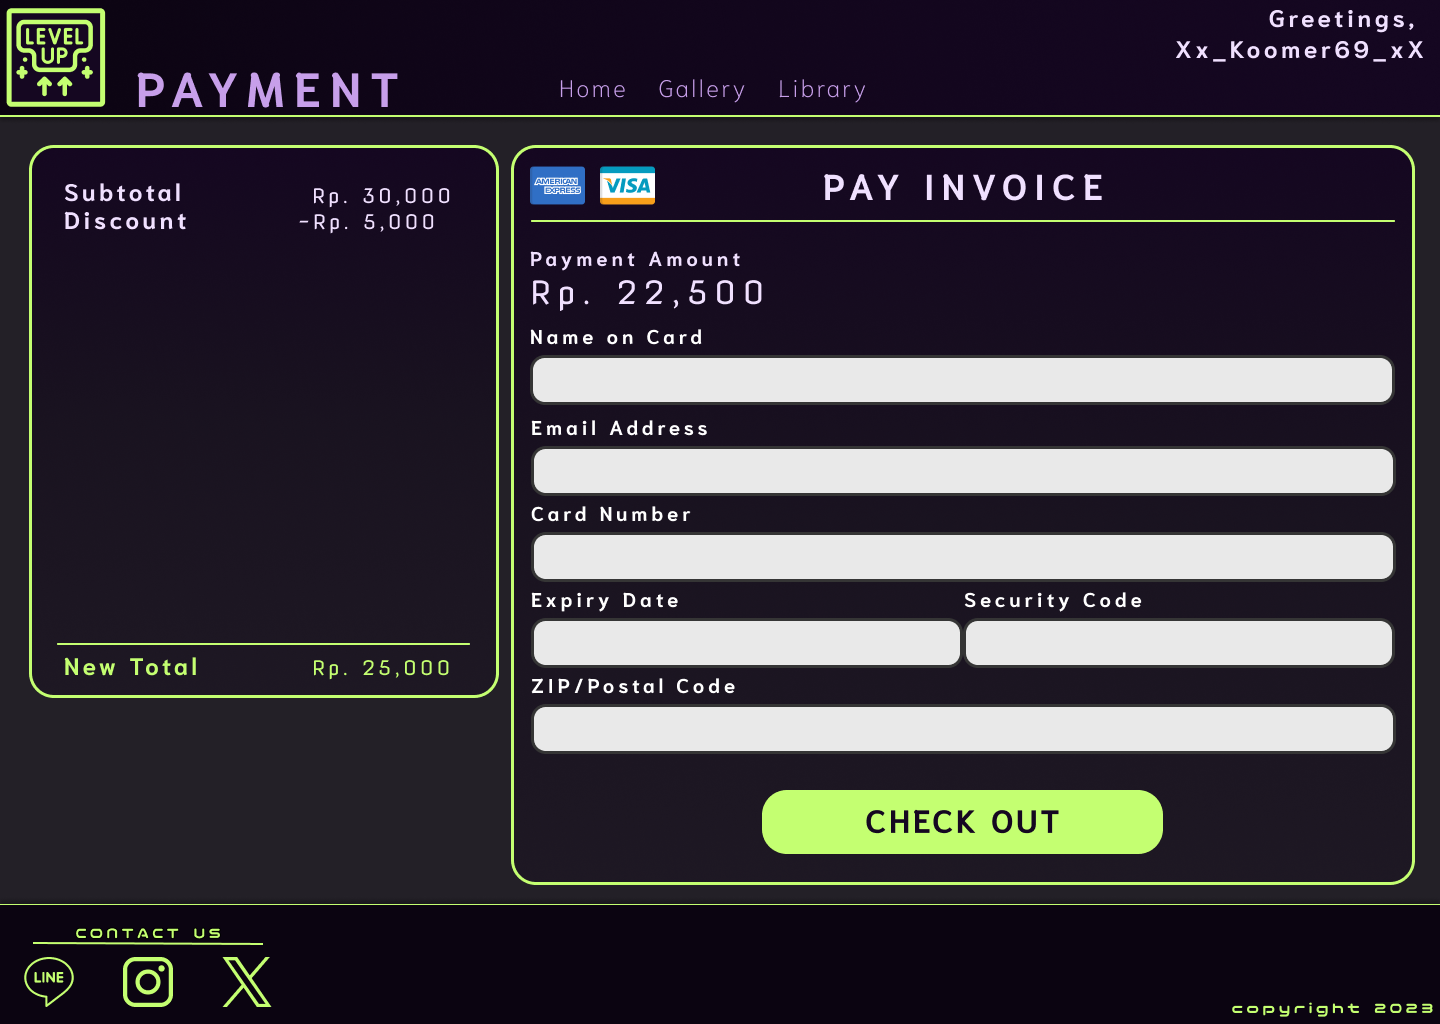 LEVEL
UP
PAYMENT
Home Gallery Library
Greetings,
Xx_Koomer69_xX
Subtotal Rp. 30,000
Discount -Rp. 5,000
New Total Rp. 25,000
AMERICAN
EXPRESS
VISA
PAY INVOICE
Payment Amount
Rp. 22,500
Name on Card
Email Address
Card Number
Expiry Date Security Code
ZIP/Postal Code
CHECK OUT
CONTACT US
LINE
copyright 2023